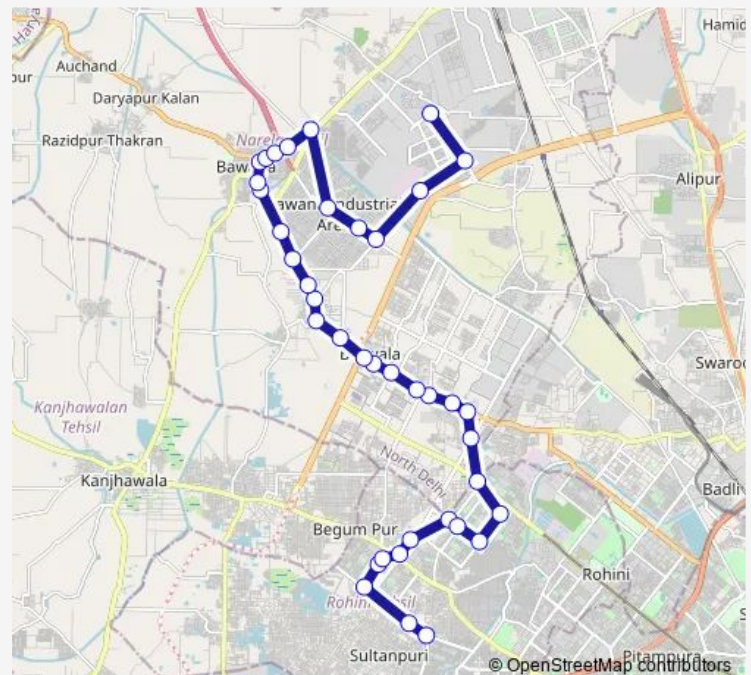 Hamid
Auchand
Daryapur Kalan
Razidpur Thakran
Alipur
Swaroo
Kanjhawalan
Tehsil
Kanjhawala
North Delhi
Badli
Begum Pur
Rohini
Sultanpuri
Pitampura
© OpenStreetMap contributors